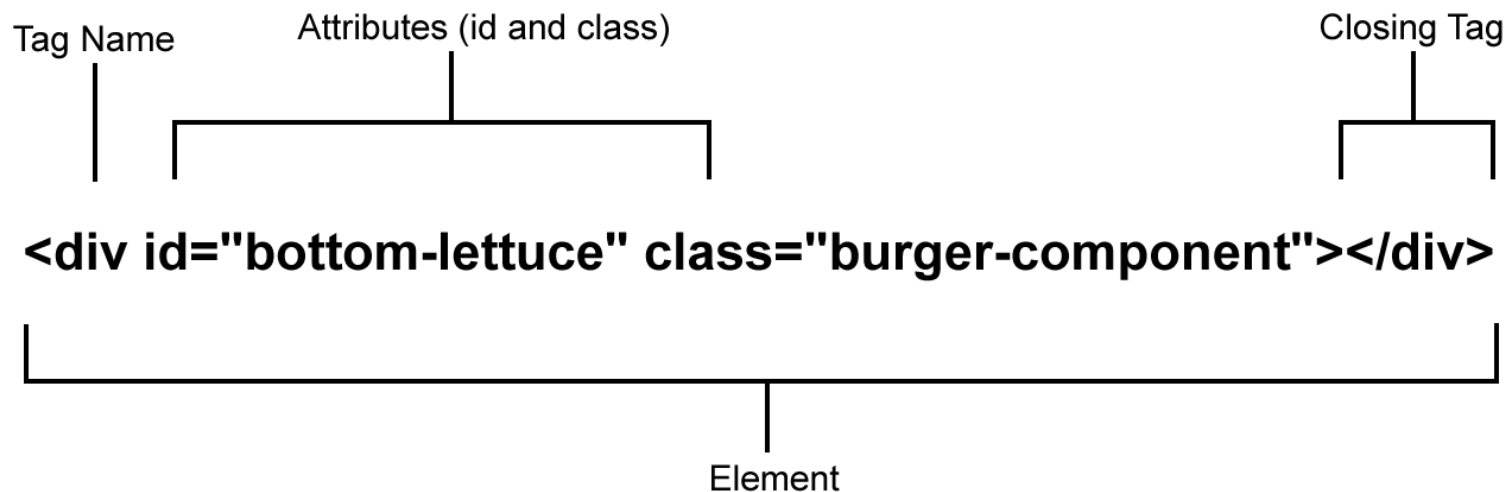 Tag Name
Attributes (id and class)
Closing Tag
<div id="bottom-lettuce" class="burger-component"></div>
Element